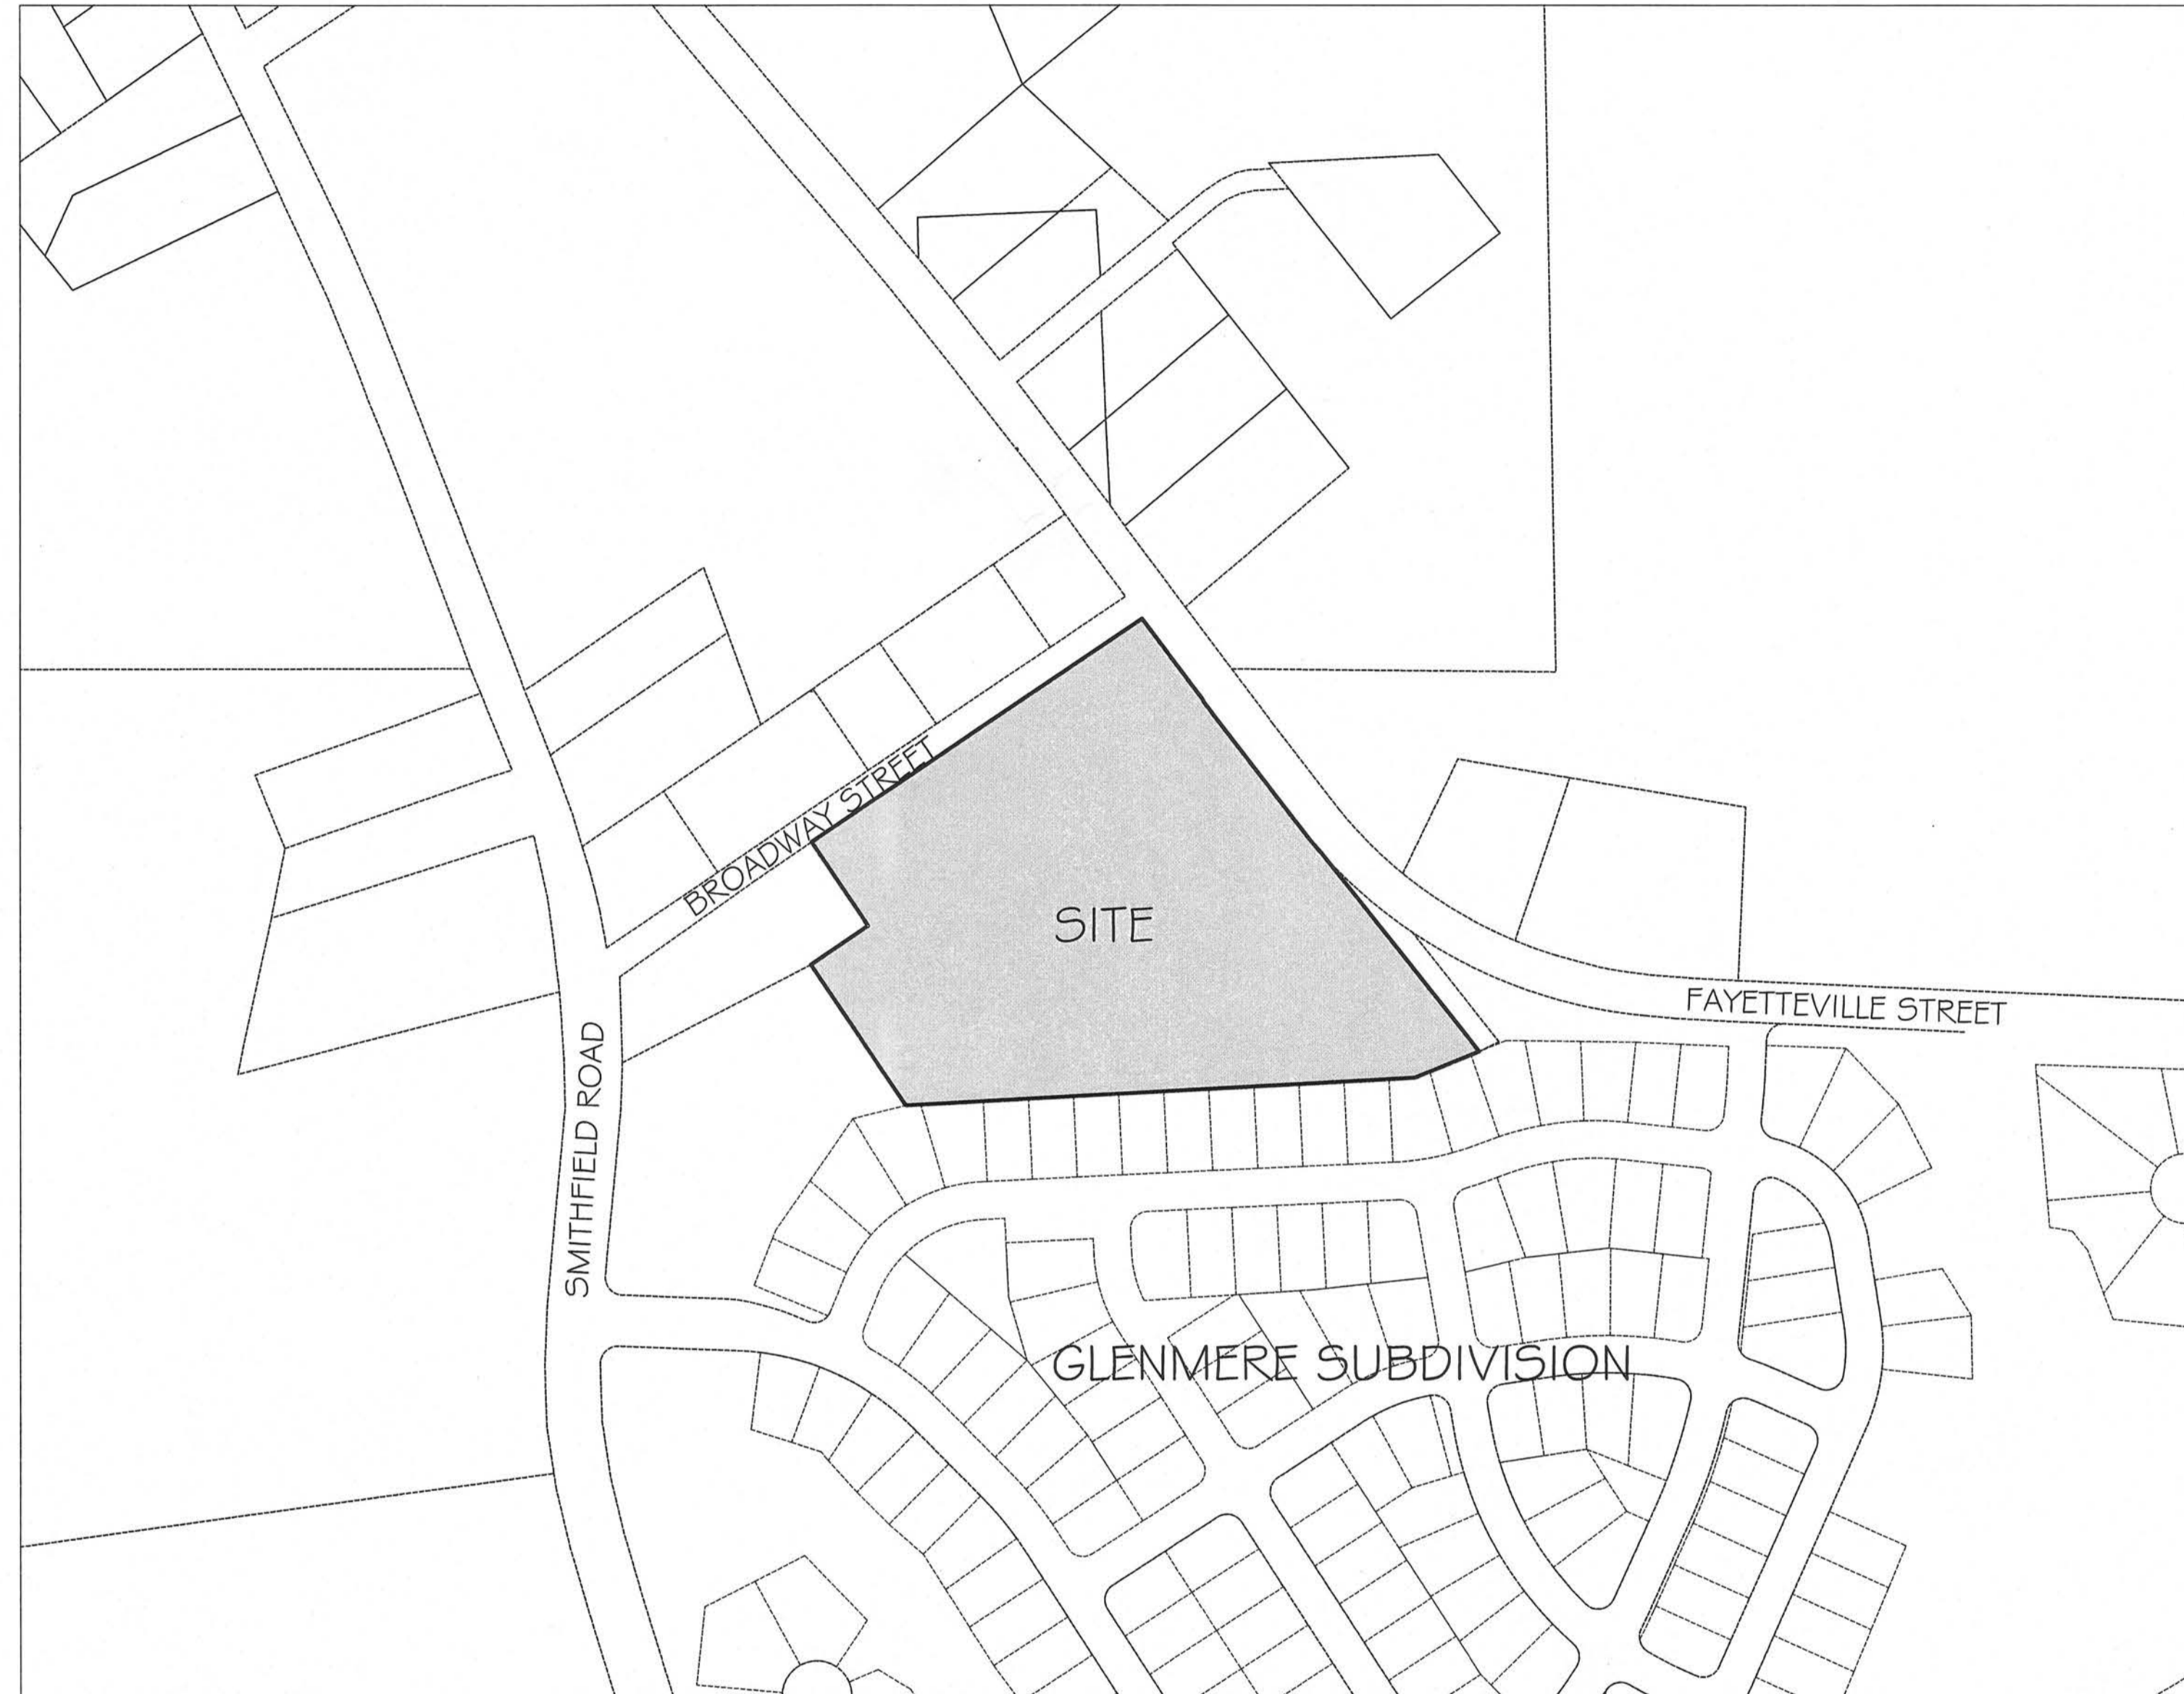 BROADWAY STREET
SITE
FAYETTEVILLE STREET
SMITHFIELD ROAD
GLENMERE SUBDIVISION